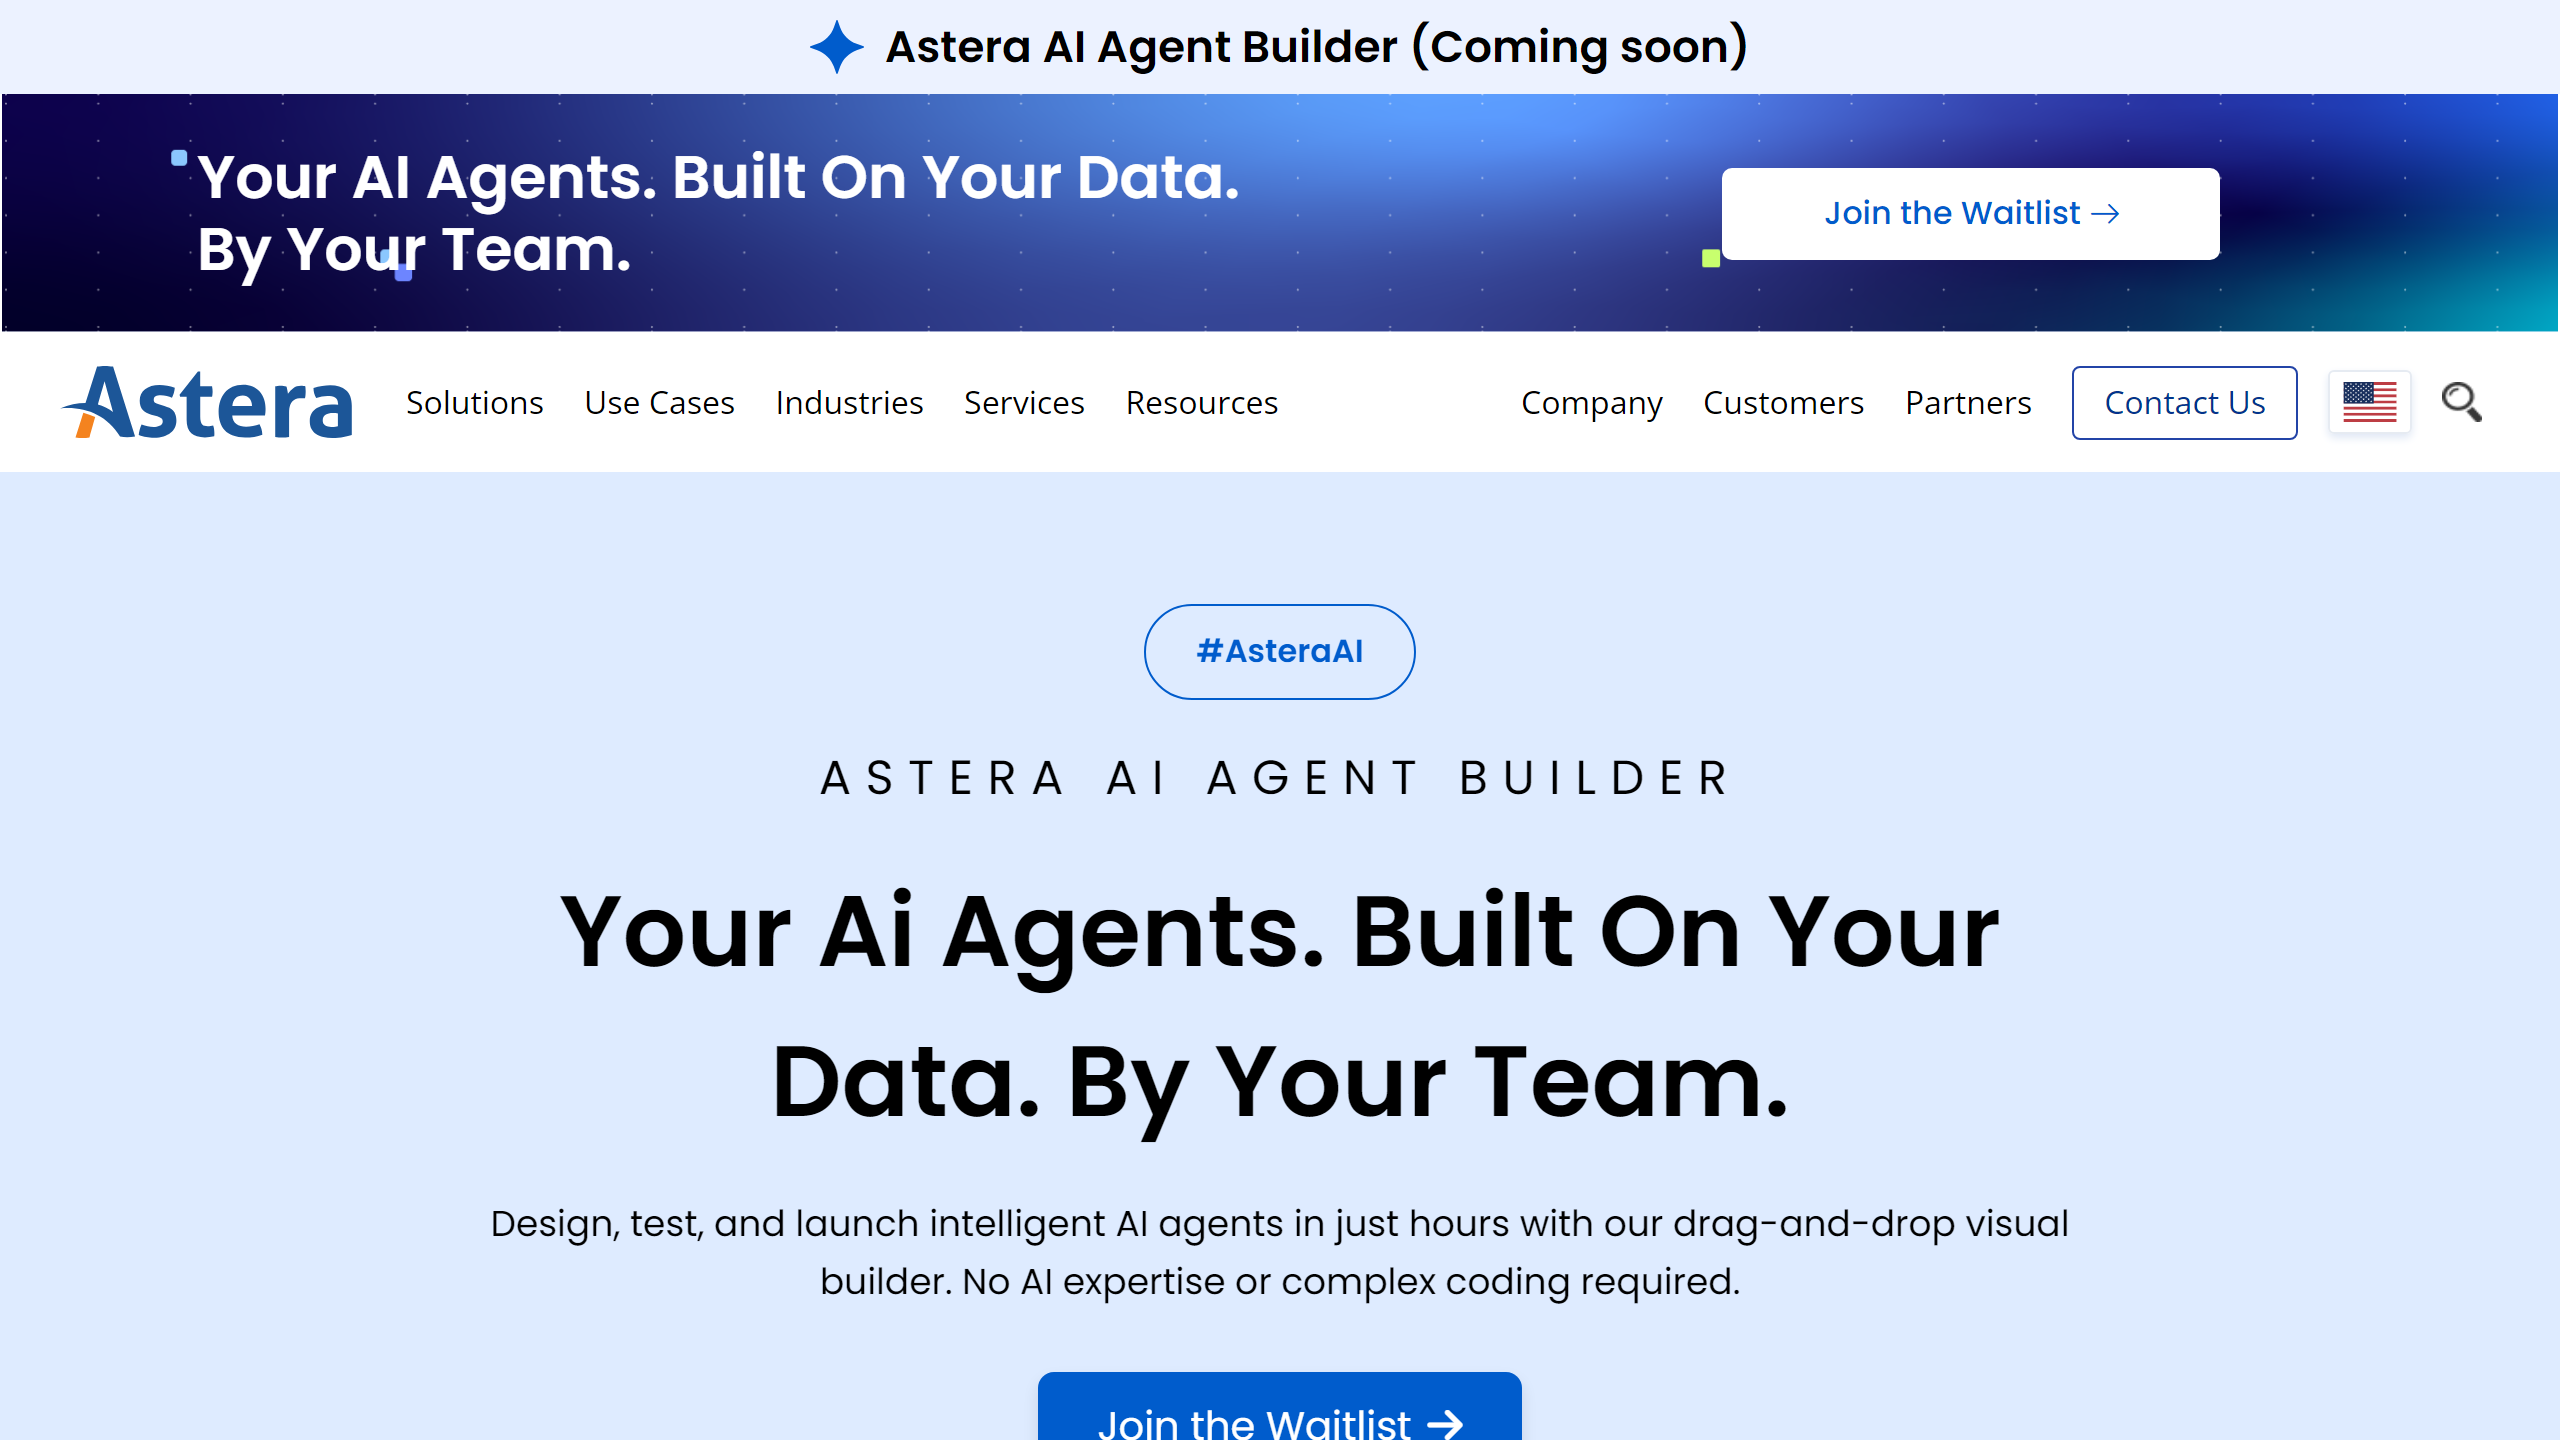 Astera AI Agent Builder (Coming soon)
Your AI Agents. Built On Your Data.
By Your Team.
Join the Waitlist →
Astera
Solutions Use Cases Industries Services Resources Company Customers Partners Contact Us
#AsteraAI
ASTERA AI AGENT BUILDER
Your Ai Agents. Built On Your
Data. By Your Team.
Design, test, and launch intelligent AI agents in just hours with our drag-and-drop visual
builder. No AI expertise or complex coding required.
Join the Waitlist →